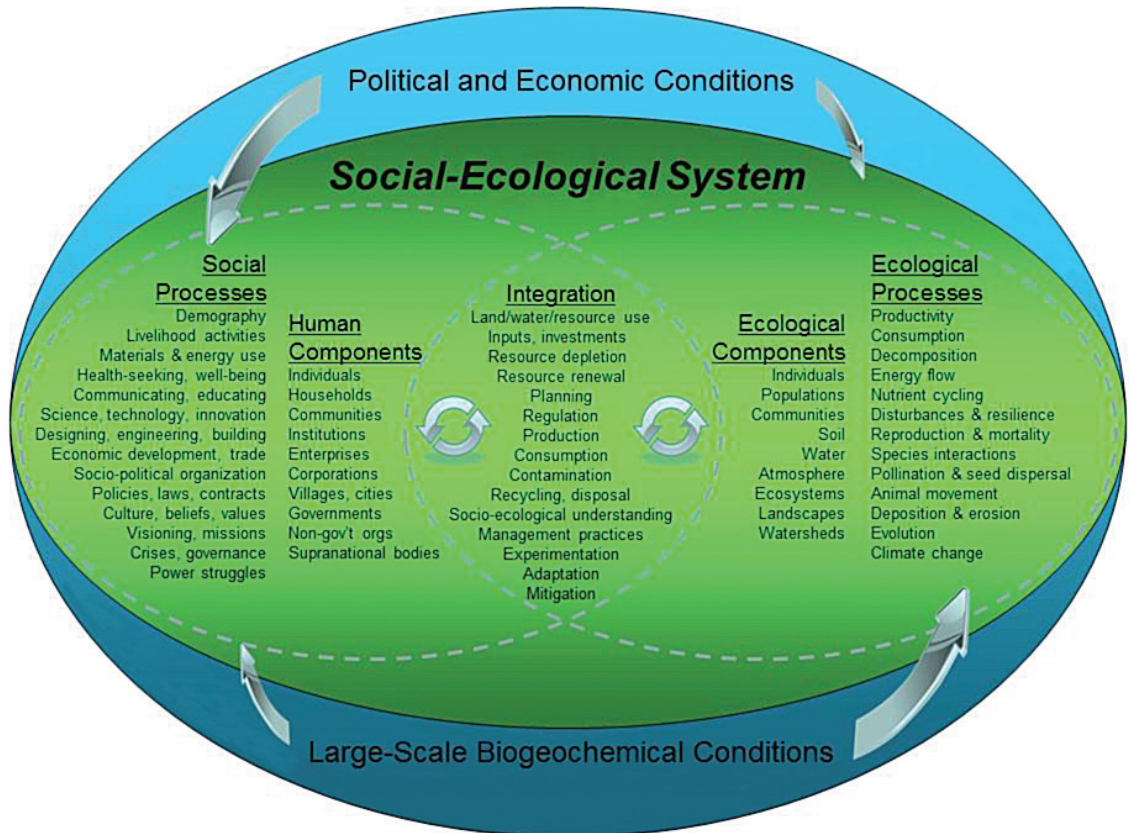 Political and Economic Conditions
Social-Ecological System
Social
Processes
Demography
Livelihood activities
Materials & energy use
Health-seeking, well-being
Communicating, educating
Science, technology, innovation
Designing, engineering, building
Economic development, trade
Socio-political organization
Policies, laws, contracts
Culture, beliefs, values
Visioning, missions
Crises, governance
Power struggles
Human
Components
Individuals
Households
Communities
Institutions
Enterprises
Corporations
Villages, cities
Governments
Non-gov't orgs
Supranational bodies
Integration
Land/water/resource use
Inputs, investments
Resource depletion
Resource renewal
Planning
Regulation
Production
Consumption
Contamination
Recycling, disposal
Socio-ecological understanding
Management practices
Experimentation
Adaptation
Mitigation
Ecological
Components
Individuals
Populations
Communities
Soil
Water
Atmosphere
Ecosystems
Landscapes
Watersheds
Ecological
Processes
Productivity
Consumption
Decomposition
Energy flow
Nutrient cycling
Disturbances & resilience
Reproduction & mortality
Species interactions
Pollination & seed dispersal
Animal movement
Deposition & erosion
Evolution
Climate change
Large-Scale Biogeochemical Conditions